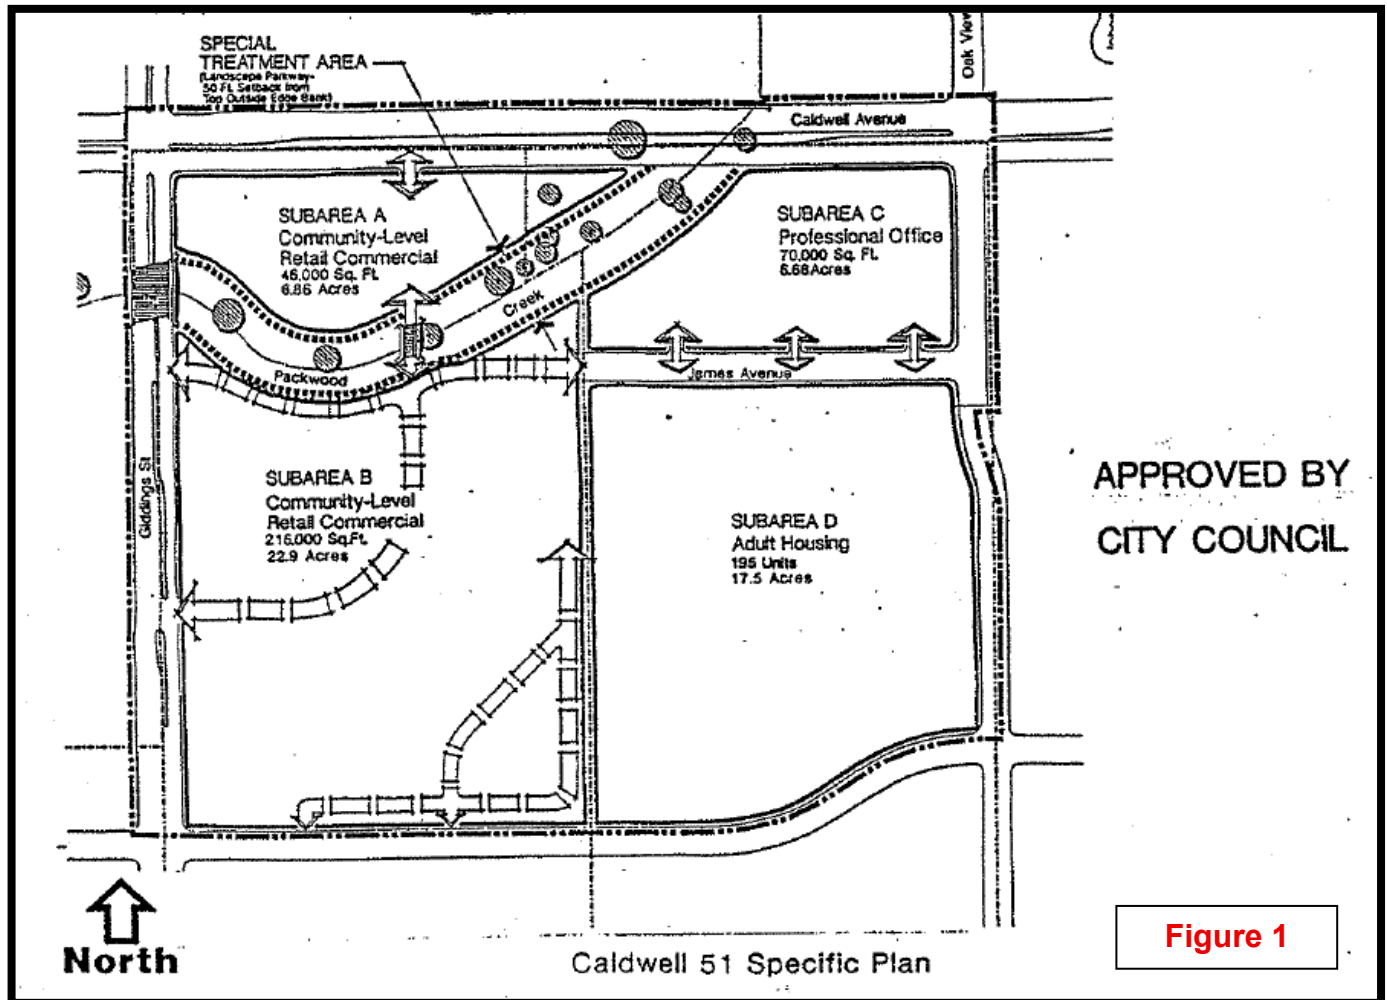 SPECIAL
TREATMENT AREA
(Landscape Parkway-
50 Ft. Setback from
Top Outside Edge Bank)
Oak View
Caldwell Avenue
SUBAREA A
Community-Level
Retail Commercial
46,000 Sq. Ft.
6.86 Acres
SUBAREA C
Professional Office
70,000 Sq. Ft.
6.68 Acres
Creek
Packwood
James Avenue
Giddings St
SUBAREA B
Community-Level
Retail Commercial
216,000 Sq.Ft.
22.9 Acres
SUBAREA D
Adult Housing
195 Units
17.5 Acres
APPROVED BY
CITY COUNCIL
North
Caldwell 51 Specific Plan
Figure 1